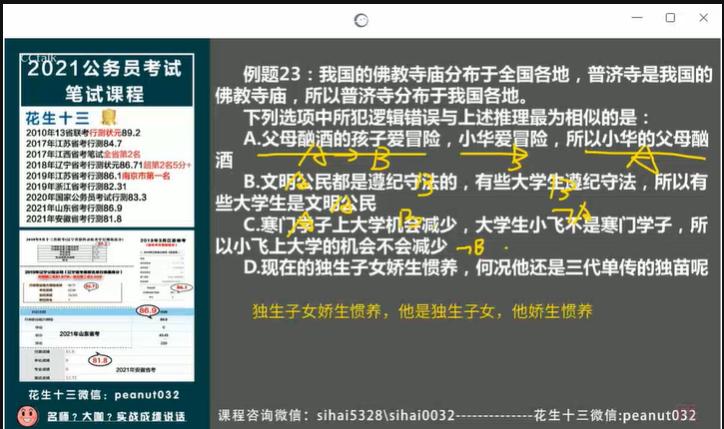 CCtalk
2021公务员考试
笔试课程
花生十三
2010年13省联考行测状元89.2
2017年江苏省考行测84.7
2017年江西省考笔试全省第2名
2018年辽宁省考行测状元86.71超第2名5分+
2019年江苏省考行测86.1南京市第一名
2019年浙江省考行测82.31
2020年国家公务员考试行测83.3
2021年山东省考行测86.9
2021年安徽省考行测81.8
86.9
2021年山东省考
81.8
2021年安徽省考
花生十三微信：peanut032
名师？大咖？实战成绩说话
例题23：我国的佛教寺庙分布于全国各地，普济寺是我国的
佛教寺庙，所以普济寺分布于我国各地。
下列选项中所犯逻辑错误与上述推理最为相似的是：
A.父母酗酒的孩子爱冒险，小华爱冒险，所以小华的父母酗
酒
A→B
B
A
B.文明公民都是遵纪守法的，有些大学生遵纪守法，所以有
些大学生是文明公民
C.寒门学子上大学机会减少，大学生小飞不是寒门学子，所
以小飞上大学的机会不会减少
¬B
D.现在的独生子女娇生惯养，何况他还是三代单传的独苗呢
独生子女娇生惯养，他是独生子女，他娇生惯养
课程咨询微信：sihai5328\sihai0032--------------花生十三微信:peanut032